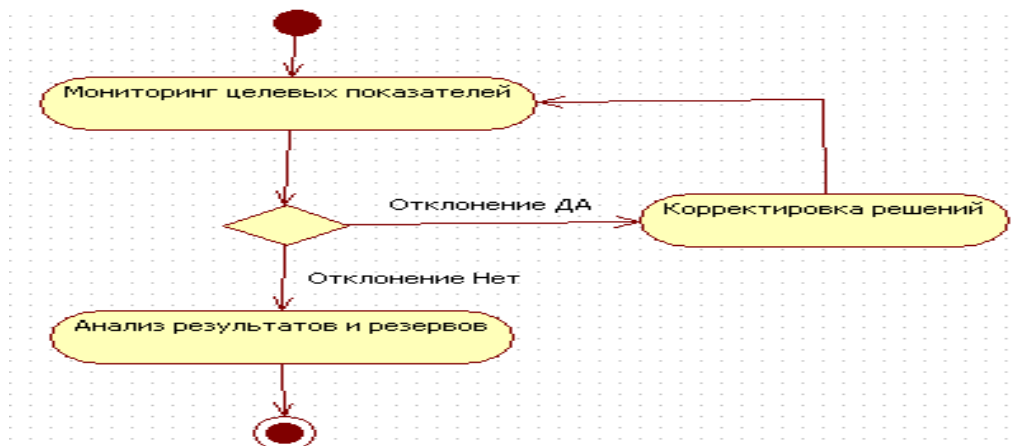 Мониторинг целевых показателей
Отклонение ДА
Корректировка решений
Отклонение Нет
Анализ результатов и резервов